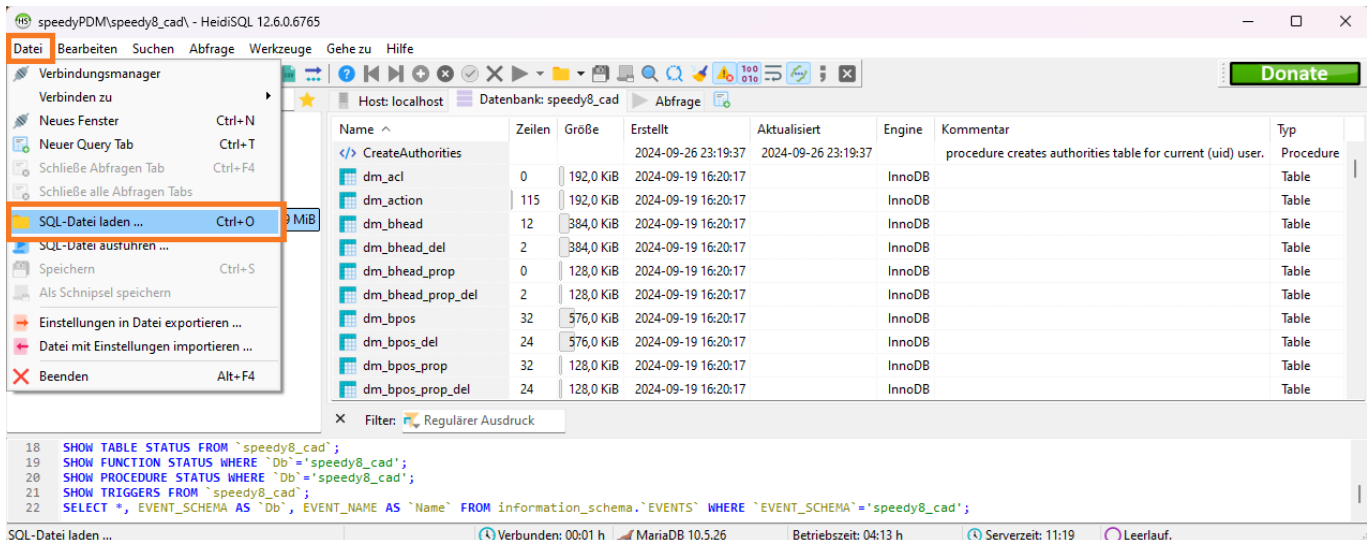 speedyPDM\speedy8_cad\ - HeidiSQL 12.6.0.6765
Datei Bearbeiten Suchen Abfrage Werkzeuge Gehe zu Hilfe
Donate
Verbindungsmanager
Verbinden zu
Neues Fenster Ctrl+N
Neuer Query Tab Ctrl+T
Schließe Abfragen Tab Ctrl+F4
Schließe alle Abfragen Tabs
SQL-Datei laden ... Ctrl+O
SQL-Datei ausführen ...
Speichern Ctrl+S
Als Schnipsel speichern
Einstellungen in Datei exportieren ...
Datei mit Einstellungen importieren ...
Beenden Alt+F4
MiB
Host: localhost Datenbank: speedy8_cad Abfrage
Name Zeilen Größe Erstellt Aktualisiert Engine Kommentar Typ
CreateAuthorities 2024-09-26 23:19:37 2024-09-26 23:19:37 procedure creates authorities table for current (uid) user. Procedure
dm_acl 0 192,0 KiB 2024-09-19 16:20:17 InnoDB Table
dm_action 115 192,0 KiB 2024-09-19 16:20:17 InnoDB Table
dm_bhead 12 384,0 KiB 2024-09-19 16:20:17 InnoDB Table
dm_bhead_del 2 384,0 KiB 2024-09-19 16:20:17 InnoDB Table
dm_bhead_prop 0 128,0 KiB 2024-09-19 16:20:17 InnoDB Table
dm_bhead_prop_del 2 128,0 KiB 2024-09-19 16:20:17 InnoDB Table
dm_bpos 32 576,0 KiB 2024-09-19 16:20:17 InnoDB Table
dm_bpos_del 24 576,0 KiB 2024-09-19 16:20:17 InnoDB Table
dm_bpos_prop 32 128,0 KiB 2024-09-19 16:20:17 InnoDB Table
dm_bpos_prop_del 24 128,0 KiB 2024-09-19 16:20:17 InnoDB Table
Filter: Regulärer Ausdruck
18 SHOW TABLE STATUS FROM `speedy8_cad`;
19 SHOW FUNCTION STATUS WHERE `Db`='speedy8_cad';
20 SHOW PROCEDURE STATUS WHERE `Db`='speedy8_cad';
21 SHOW TRIGGERS FROM `speedy8_cad`;
22 SELECT *, EVENT_SCHEMA AS `Db`, EVENT_NAME AS `Name` FROM information_schema.`EVENTS` WHERE `EVENT_SCHEMA`='speedy8_cad';
SQL-Datei laden ... Verbunden: 00:01 h MariaDB 10.5.26 Betriebszeit: 04:13 h Serverzeit: 11:19 Leerlauf.